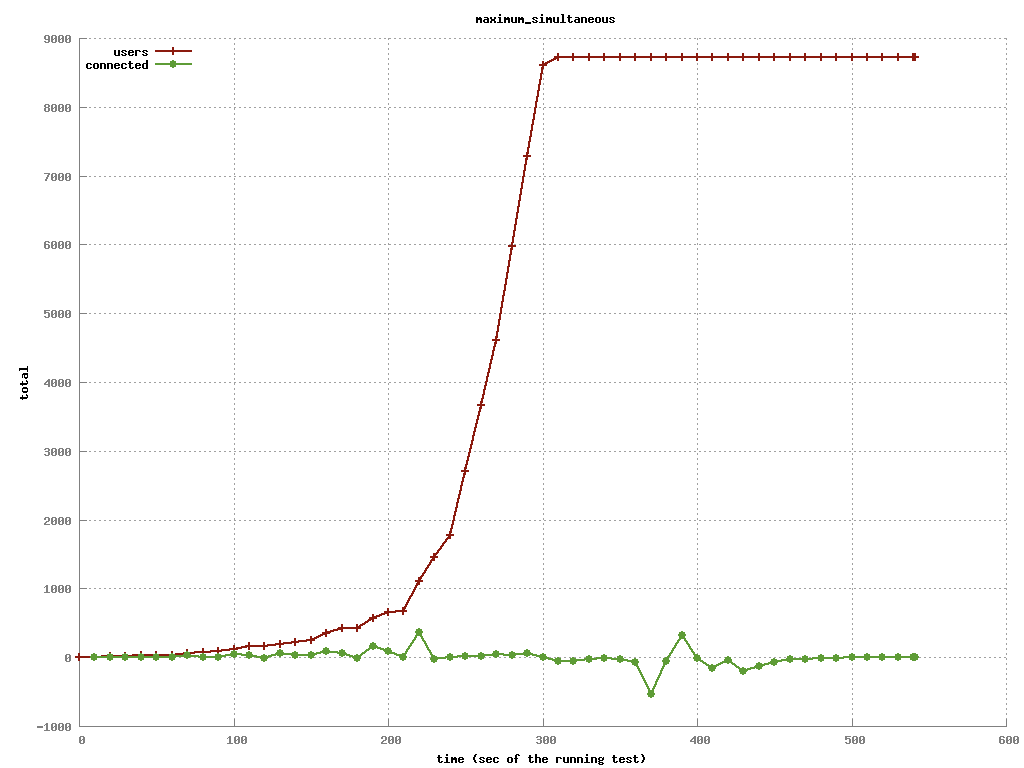 maximum_simultaneous
users
connected
9000
8000
7000
6000
5000
4000
3000
2000
1000
0
-1000
total
0 100 200 300 400 500 600
time (sec of the running test)